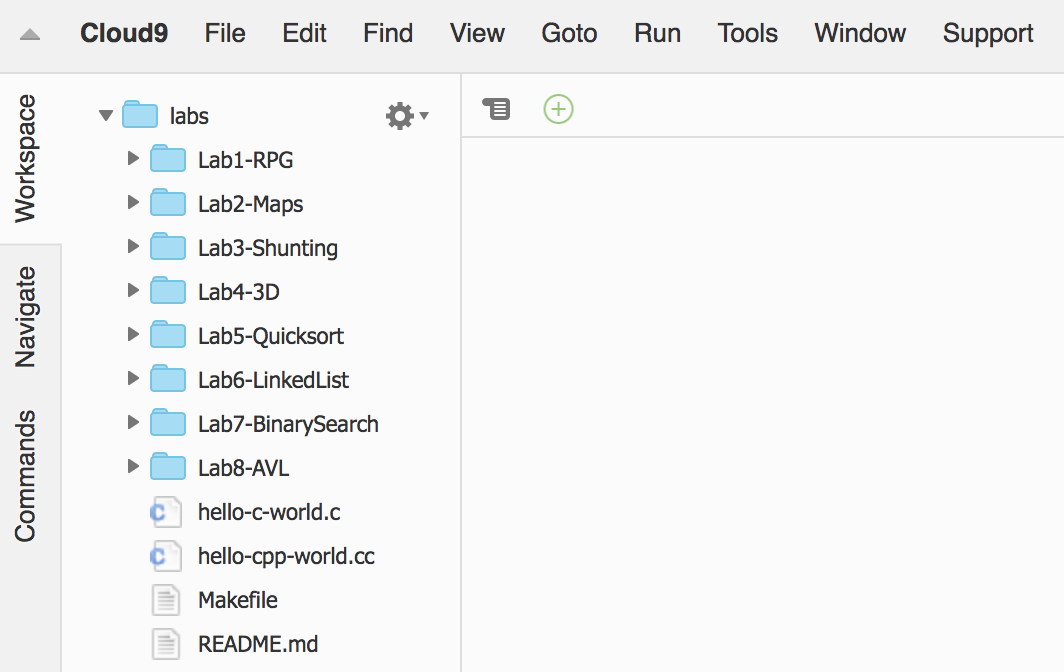 Cloud9 File Edit Find View Goto Run Tools Window Support
Workspace
Navigate
Commands
labs
Lab1-RPG
Lab2-Maps
Lab3-Shunting
Lab4-3D
Lab5-Quicksort
Lab6-LinkedList
Lab7-BinarySearch
Lab8-AVL
hello-c-world.c
hello-cpp-world.cc
Makefile
README.md